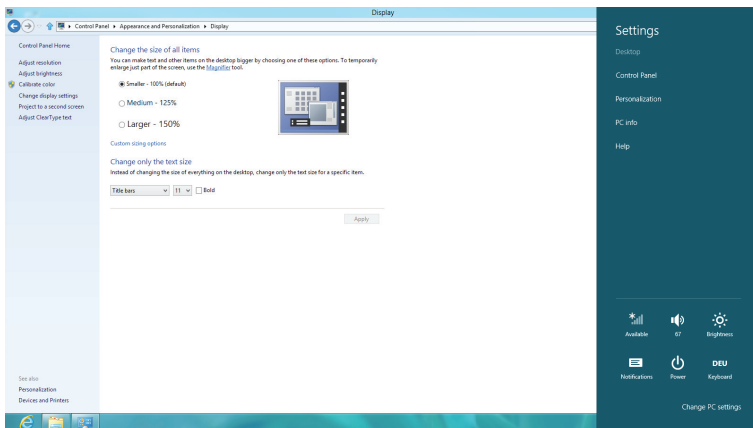 Display
Control Panel ▸ Appearance and Personalization ▸ Display
Control Panel Home
Adjust resolution
Adjust brightness
Calibrate color
Change display settings
Project to a second screen
Adjust ClearType text
See also
Personalization
Devices and Printers
Change the size of all items
You can make text and other items on the desktop bigger by choosing one of these options. To temporarily
enlarge just part of the screen, use the Magnifier tool.
Smaller - 100% (default)
Medium - 125%
Larger - 150%
Custom sizing options
Change only the text size
Instead of changing the size of everything on the desktop, change only the text size for a specific item.
Title bars 11 Bold
Apply
Settings
Desktop
Control Panel
Personalization
PC info
Help
Available 67 Brightness
Notifications Power DEU Keyboard
Change PC settings